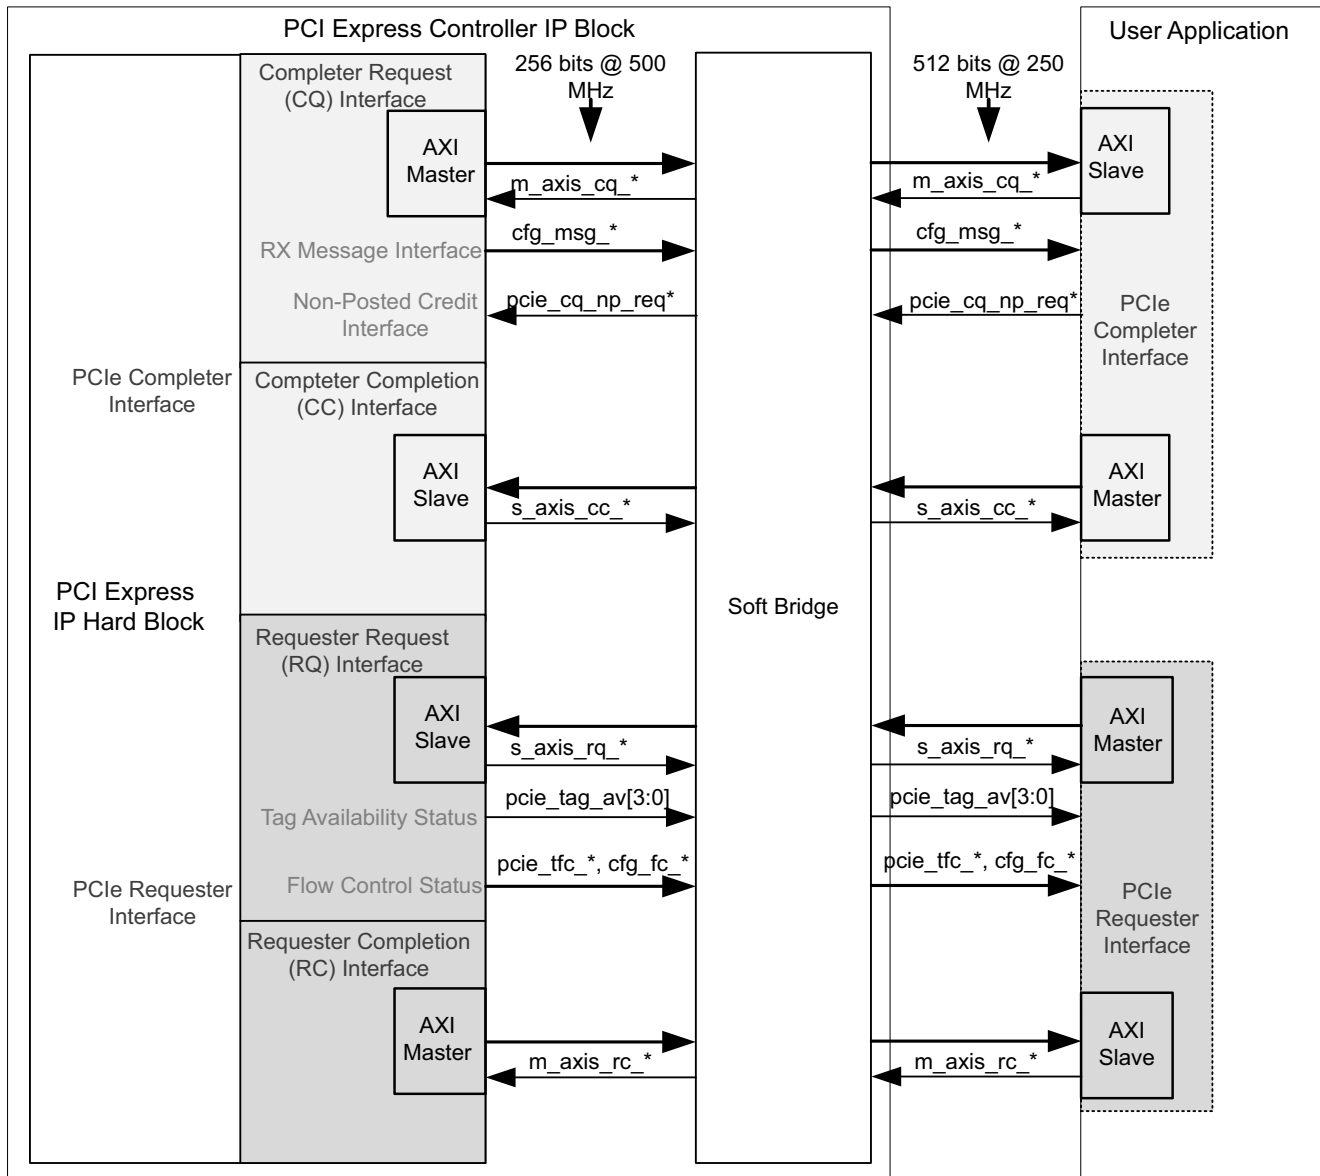 PCI Express Controller IP Block
User Application
Completer Request
(CQ) Interface
256 bits @ 500
MHz
512 bits @ 250
MHz
AXI
Master
m_axis_cq_*
m_axis_cq_*
AXI
Slave
RX Message Interface
cfg_msg_*
cfg_msg_*
Non-Posted Credit
Interface
pcie_cq_np_req*
pcie_cq_np_req*
PCIe
Completer
Interface
PCIe Completer
Interface
Compteter Completion
(CC) Interface
AXI
Slave
s_axis_cc_*
s_axis_cc_*
AXI
Master
PCI Express
IP Hard Block
Soft Bridge
Requester Request
(RQ) Interface
AXI
Slave
s_axis_rq_*
s_axis_rq_*
AXI
Master
Tag Availability Status
pcie_tag_av[3:0]
pcie_tag_av[3:0]
Flow Control Status
pcie_tfc_*, cfg_fc_*
pcie_tfc_*, cfg_fc_*
PCIe Requester
Interface
PCIe
Requester
Interface
Requester Completion
(RC) Interface
AXI
Master
m_axis_rc_*
m_axis_rc_*
AXI
Slave